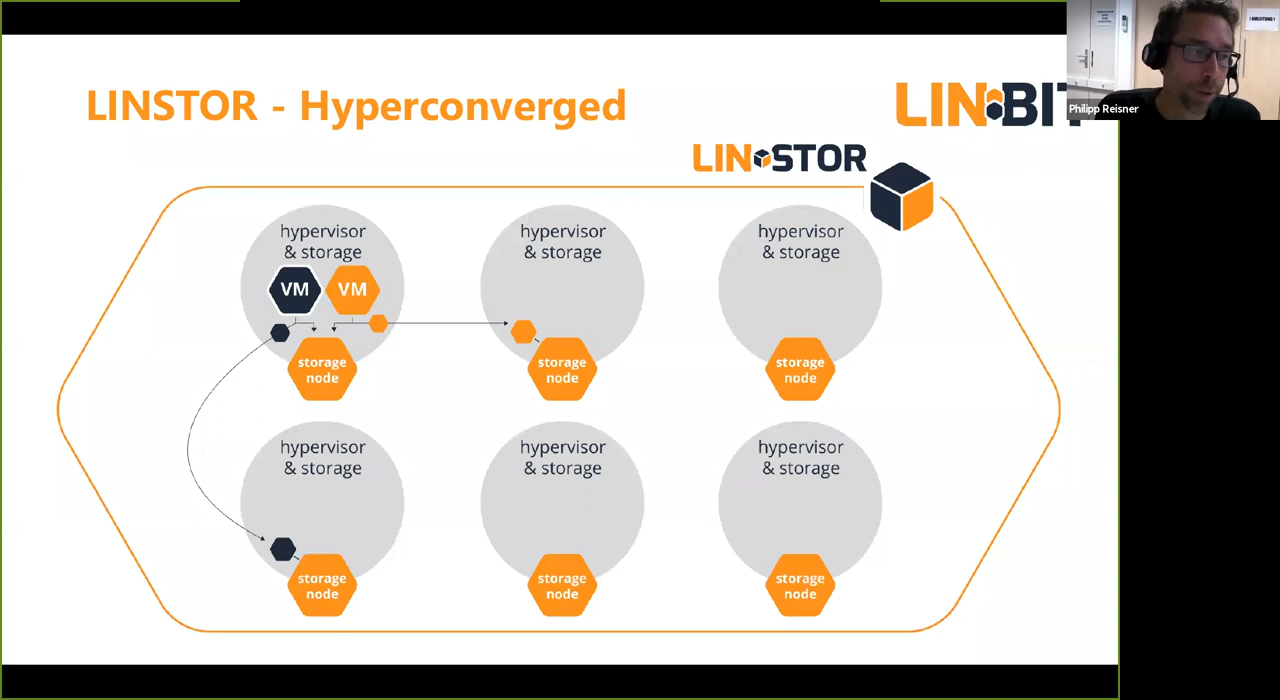 LINSTOR - Hyperconverged
LINBIT
Philipp Reisner
LINSTOR
hypervisor
& storage
VM
VM
storage
node
hypervisor
& storage
storage
node
hypervisor
& storage
storage
node
hypervisor
& storage
storage
node
hypervisor
& storage
storage
node
hypervisor
& storage
storage
node